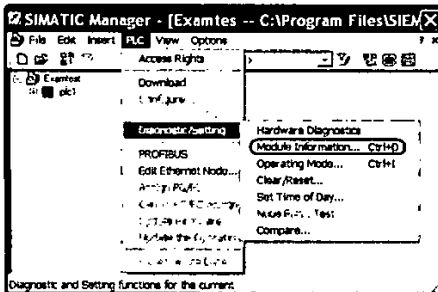 SIMATIC Manager - [Examtes -- C:\Program Files\SIEM
File Edit Insert PLC View Options
Access Rights
Download
Configure
Diagnostic/Setting
PROFIBUS
Edit Ethernet Node...
Hardware Diagnostics
Module Information... Ctrl+D
Operating Mode... Ctrl+I
Clear/Reset...
Set Time of Day...
Test
Compare...
Examtest
plc1
Diagnostic and Setting functions for the current